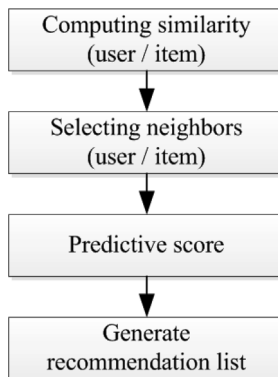 Computing similarity
(user / item)
Selecting neighbors
(user / item)
Predictive score
Generate
recommendation list